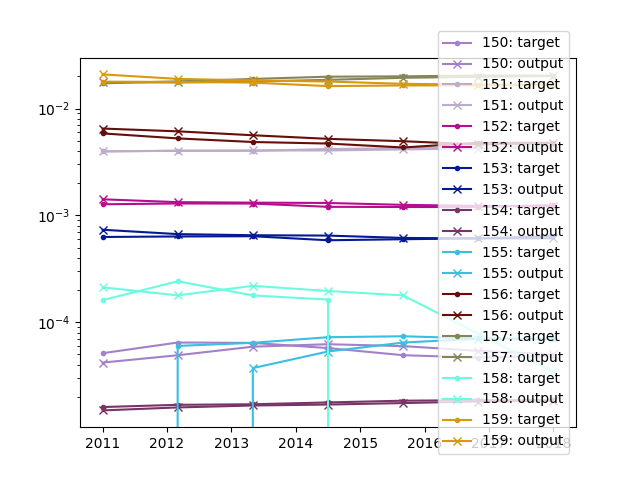 150: target
150: output
151: target
151: output
152: target
152: output
153: target
153: output
154: target
154: output
155: target
155: output
156: target
156: output
157: target
157: output
158: target
158: output
159: target
159: output
10⁻²
10⁻³
10⁻⁴
2011 2012 2013 2014 2015 2016 2017 2018